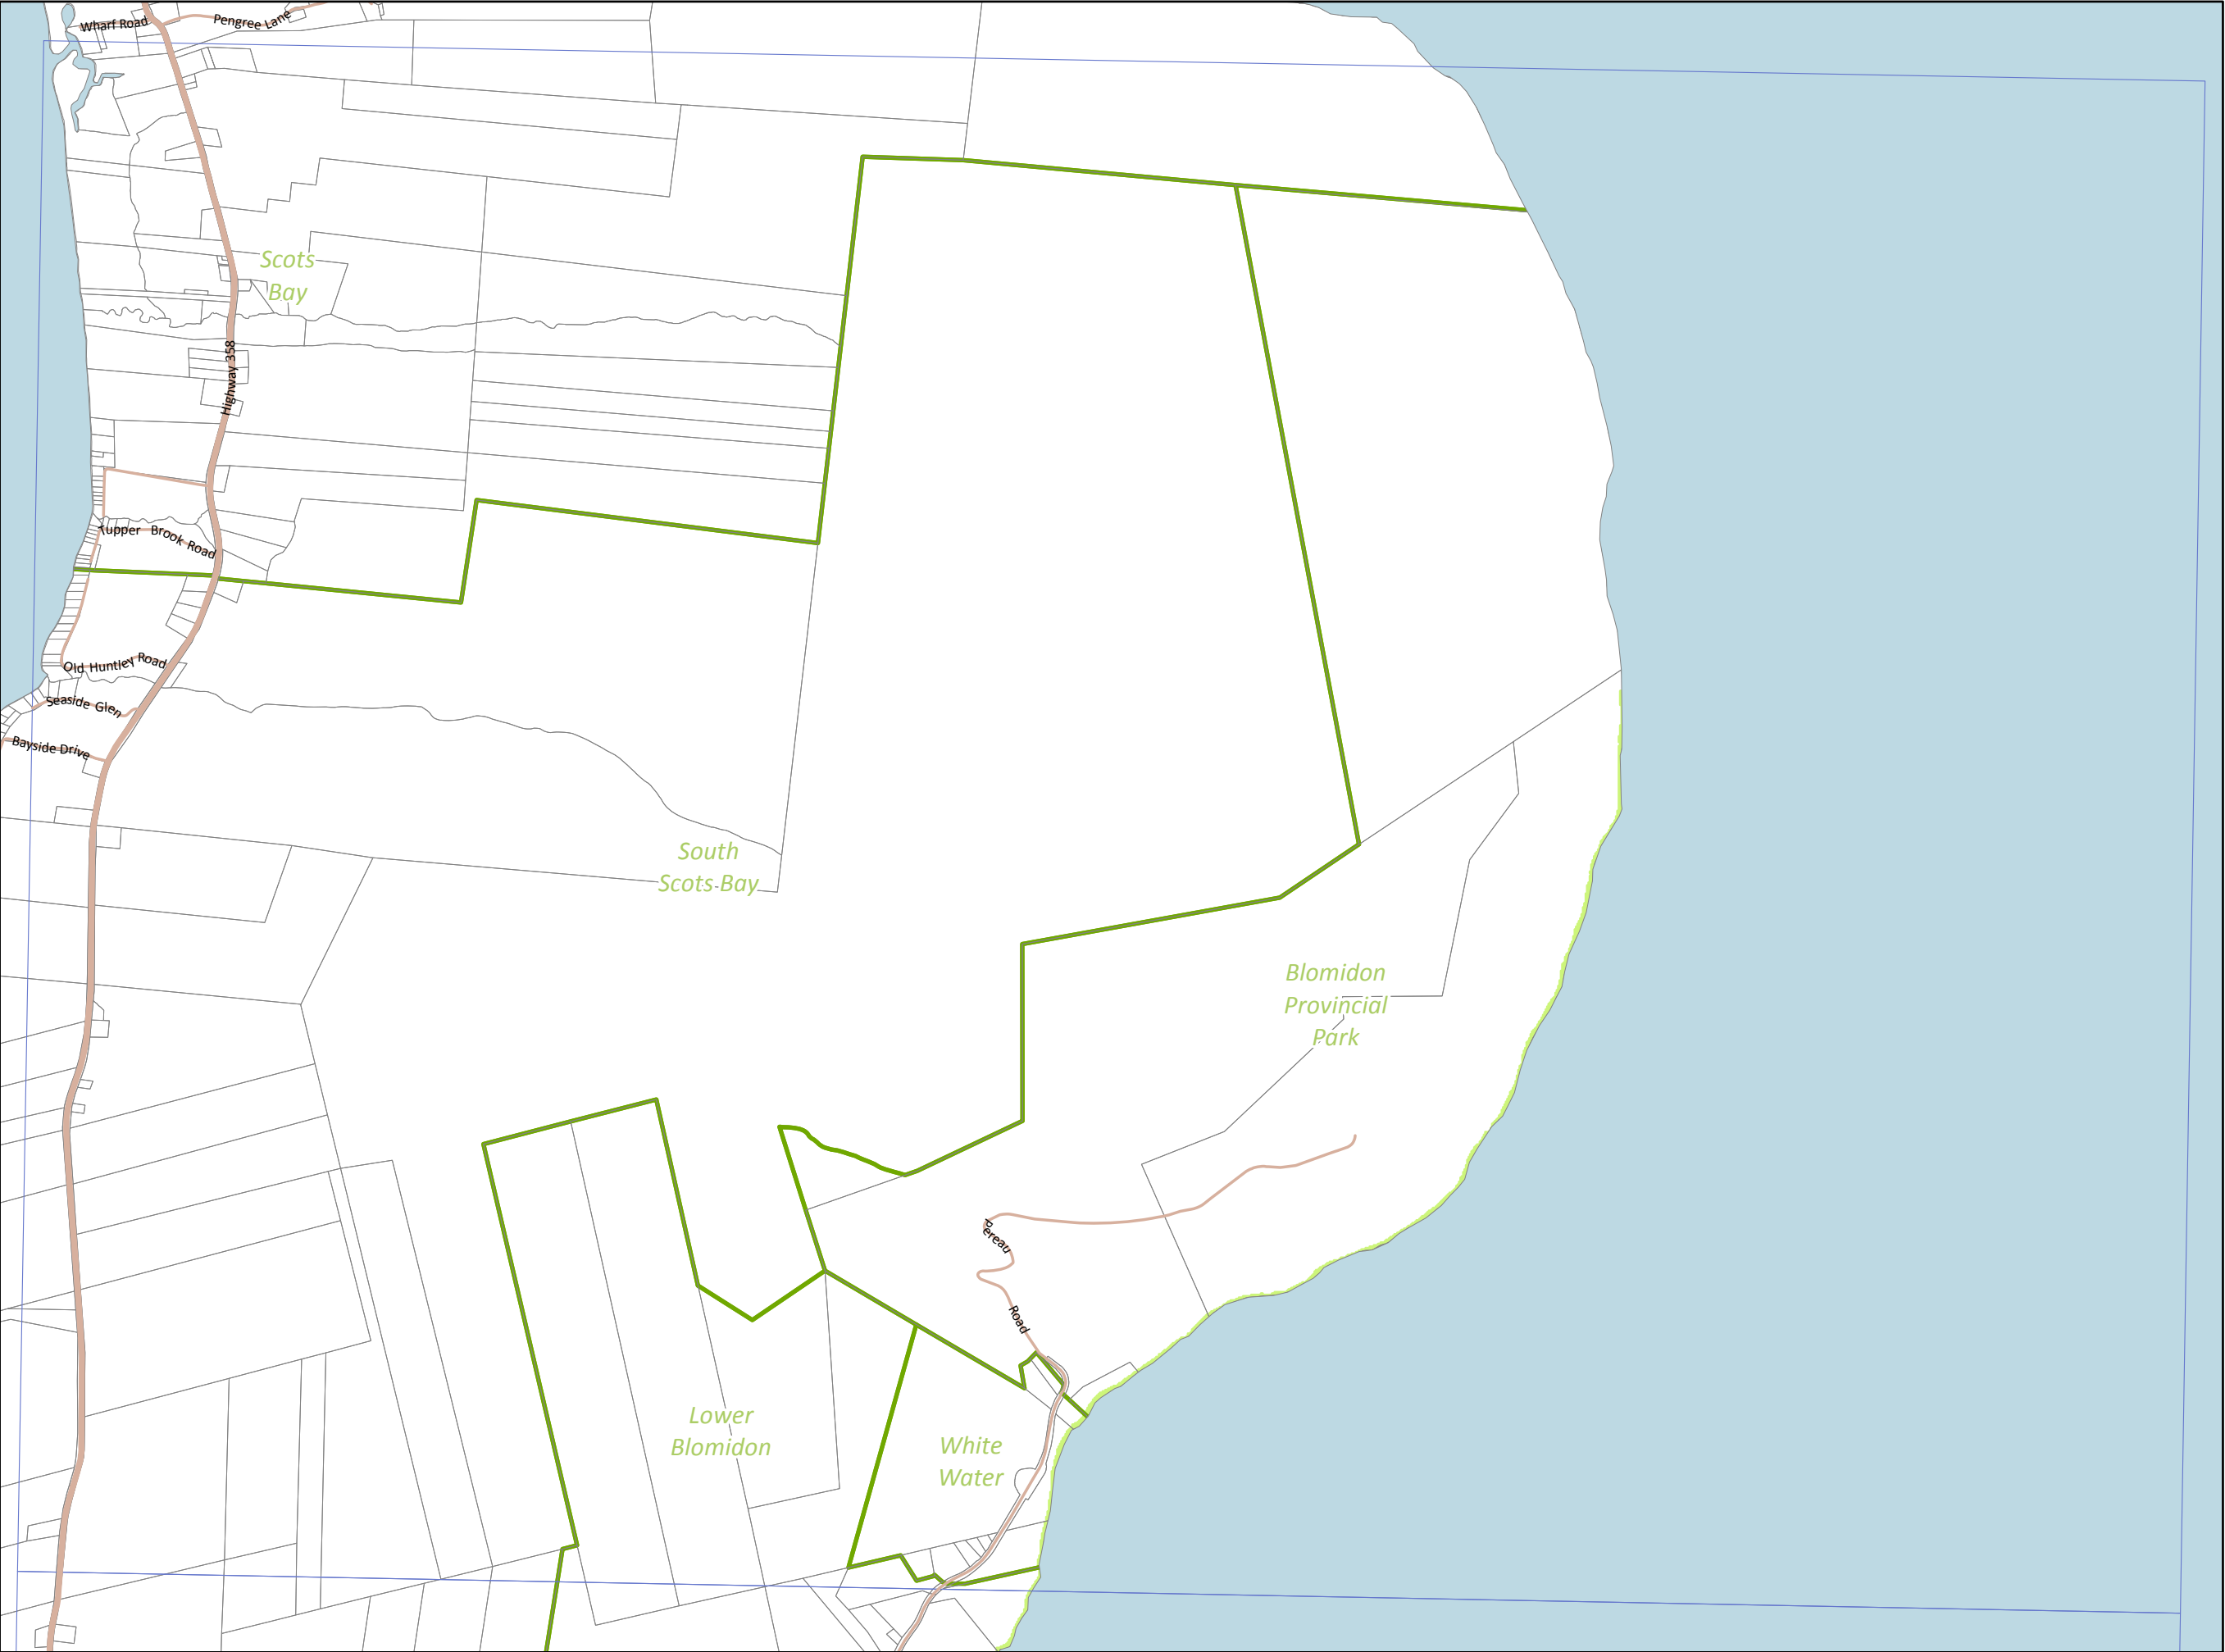 Wharf Road
Pengree Lane
Scots
Bay
Highway 358
Tupper Brook Road
Old Huntley Road
Seaside Glen
Bayside Drive
South
Scots Bay
Blomidon
Provincial
Park
Pereau
Road
Lower
Blomidon
White
Water